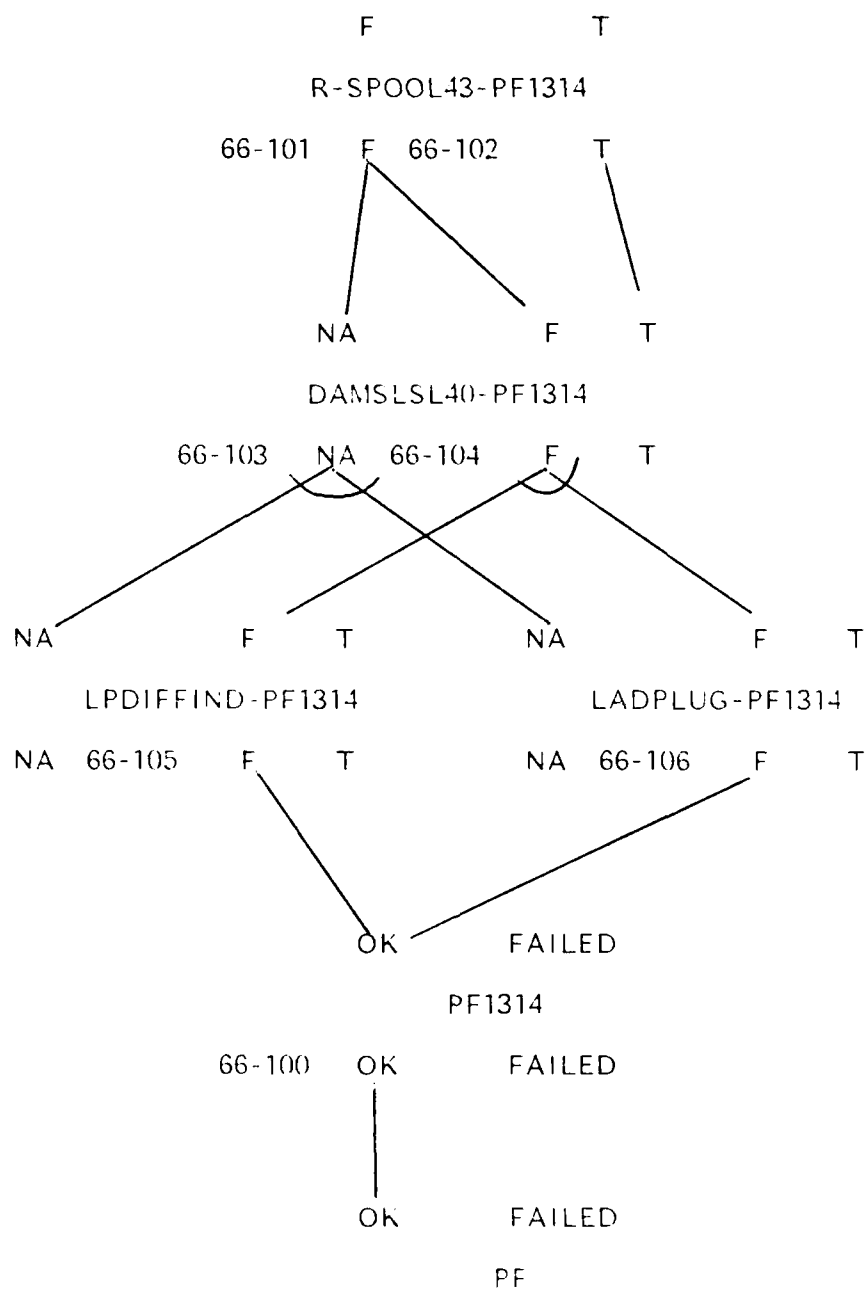 F T
R-SPOOL43-PF1314
66-101 F 66-102 T
NA F T
DAMSLSL40-PF1314
66-103 NA 66-104 F T
NA F T NA F T
LPDIFFIND-PF1314 LADPLUG-PF1314
NA 66-105 F T NA 66-106 F T
OK FAILED
PF1314
66-100 OK FAILED
OK FAILED
PF